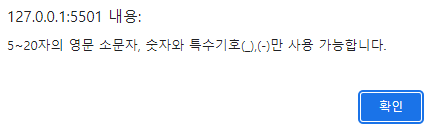 127.0.0.1:5501 내용:
5~20자의 영문 소문자, 숫자와 특수기호(_),(-)만 사용 가능합니다.
확인